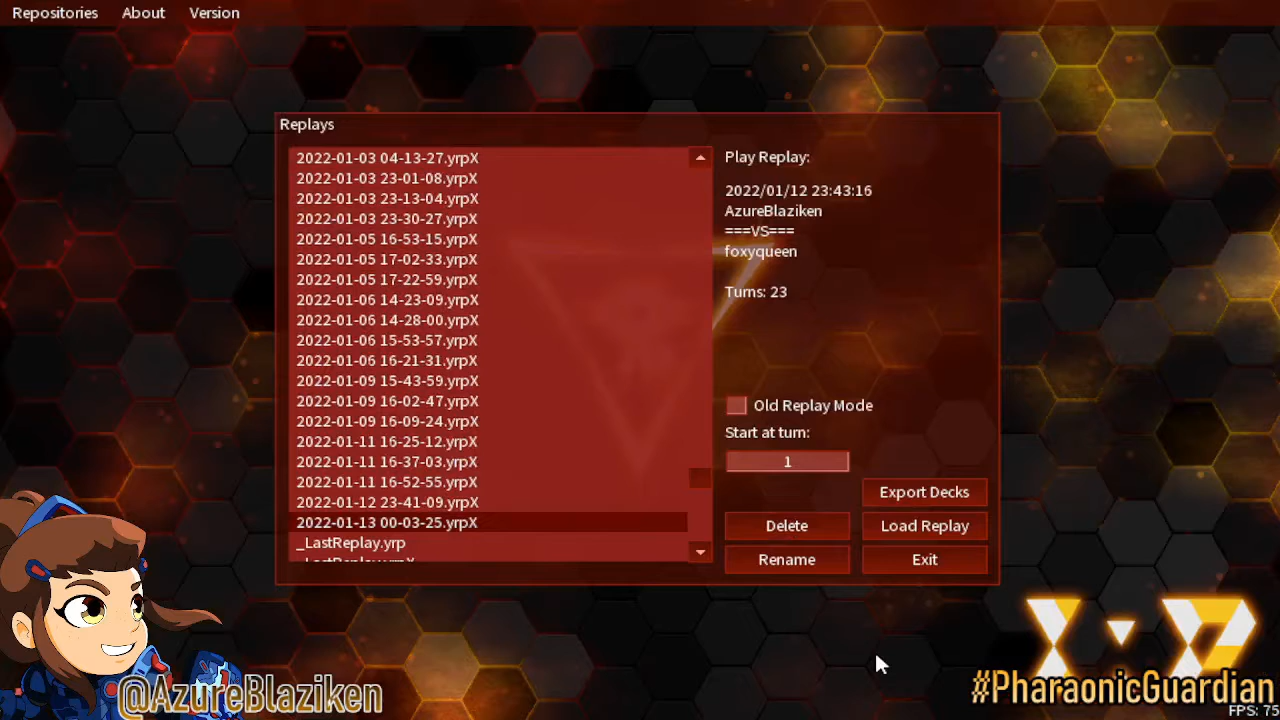 Repositories About Version
Replays
2022-01-03 04-13-27.yrpX
2022-01-03 23-01-08.yrpX
2022-01-03 23-13-04.yrpX
2022-01-03 23-30-27.yrpX
2022-01-05 16-53-15.yrpX
2022-01-05 17-02-33.yrpX
2022-01-05 17-22-59.yrpX
2022-01-06 14-23-09.yrpX
2022-01-06 14-28-00.yrpX
2022-01-06 15-53-57.yrpX
2022-01-06 16-21-31.yrpX
2022-01-09 15-43-59.yrpX
2022-01-09 16-02-47.yrpX
2022-01-09 16-09-24.yrpX
2022-01-11 16-25-12.yrpX
2022-01-11 16-37-03.yrpX
2022-01-11 16-52-55.yrpX
2022-01-12 23-41-09.yrpX
2022-01-13 00-03-25.yrpX
_LastReplay.yrp
_LastReplay.yrpX
Play Replay:
2022/01/12 23:43:16
AzureBlaziken
===VS===
foxyqueen
Turns: 23
Old Replay Mode
Start at turn:
1
Export Decks
Delete Load Replay
Rename Exit
@AzureBlaziken
#PharaonicGuardian
FPS: 75